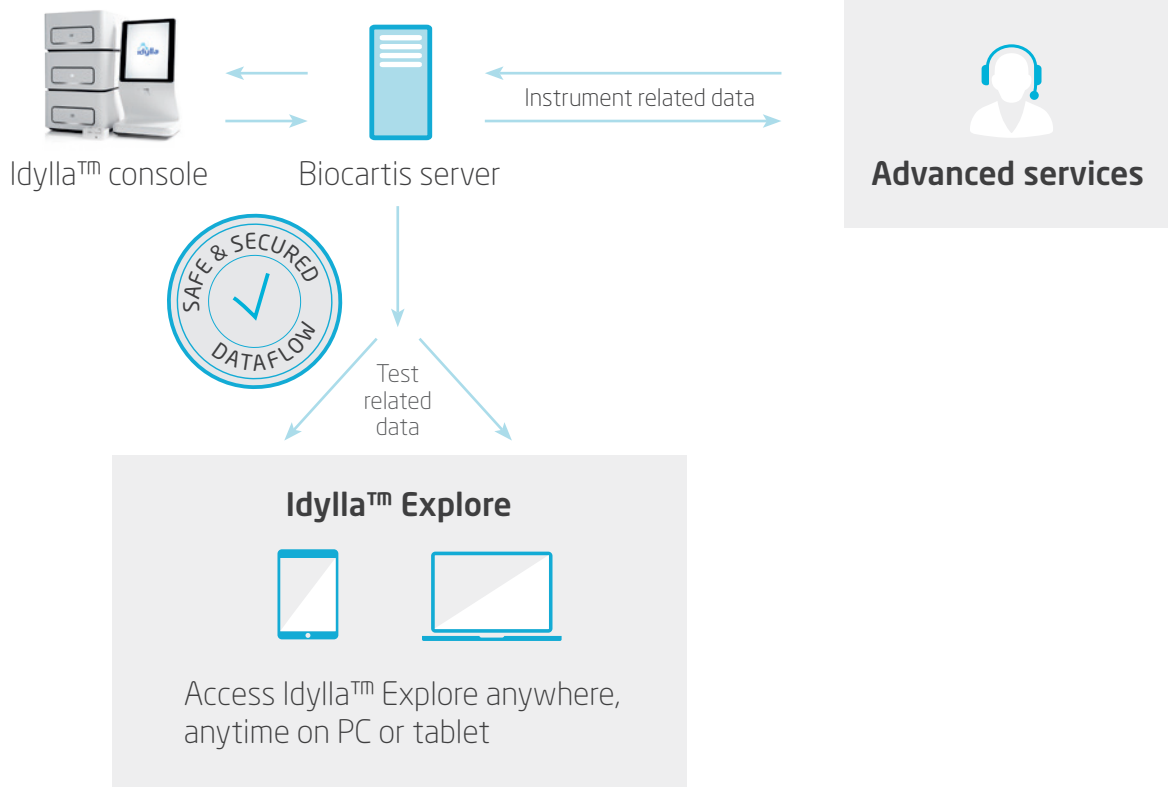 idylla
Instrument related data
Idylla™ console
Biocartis server
Advanced services
SAFE & SECURED
DATAFLOW
Test
related
data
Idylla™ Explore
Access Idylla™ Explore anywhere,
anytime on PC or tablet